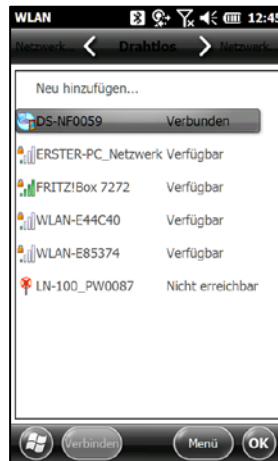 WLAN 12:45
Netzwerk... Drahtlos Netzwerk...
Neu hinzufügen...
DS-NF0059 Verbunden
ERSTER-PC_Netzwerk Verfügbar
FRITZ!Box 7272 Verfügbar
WLAN-E44C40 Verfügbar
WLAN-E85374 Verfügbar
LN-100_PW0087 Nicht erreichbar
Verbinden Menü OK